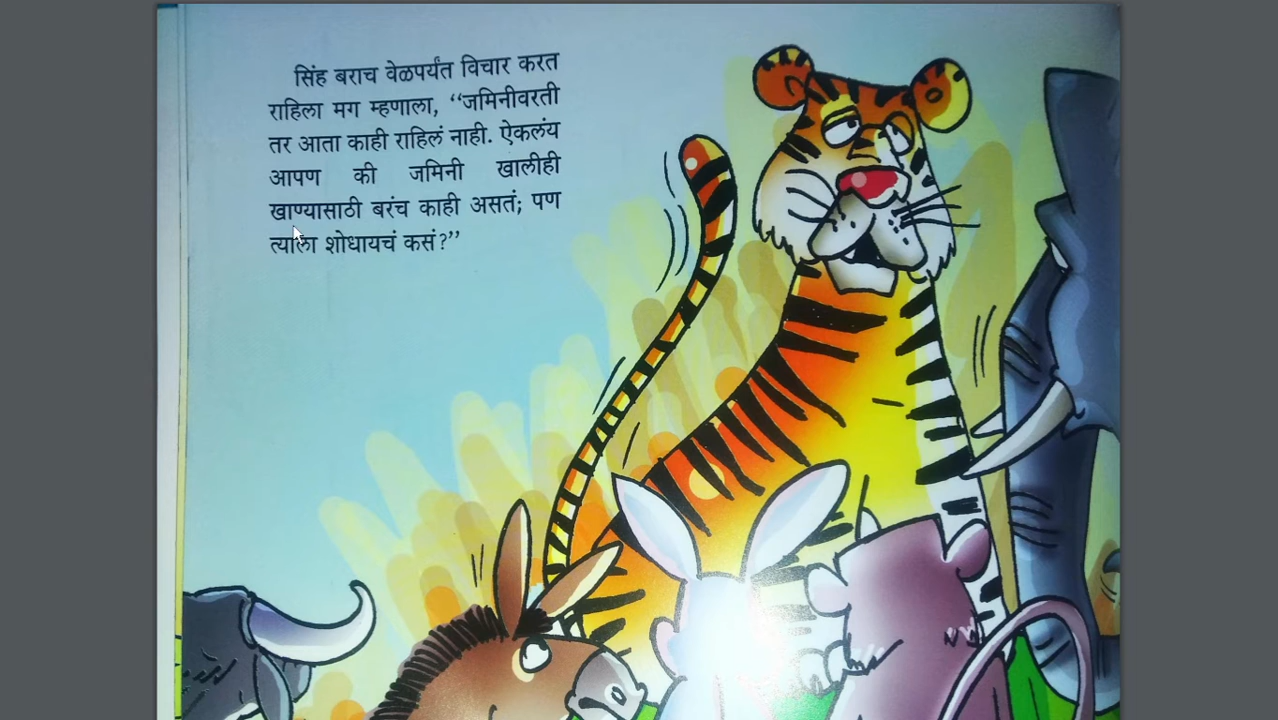 सिंह बराच वेळपर्यंत विचार करत
राहिला मग म्हणाला, ‘‘जमिनीवरती
तर आता काही राहिलं नाही. ऐकलंय
आपण की जमिनी खालीही
खाण्यासाठी बरंच काही असतं; पण
त्याला शोधायचं कसं?’’